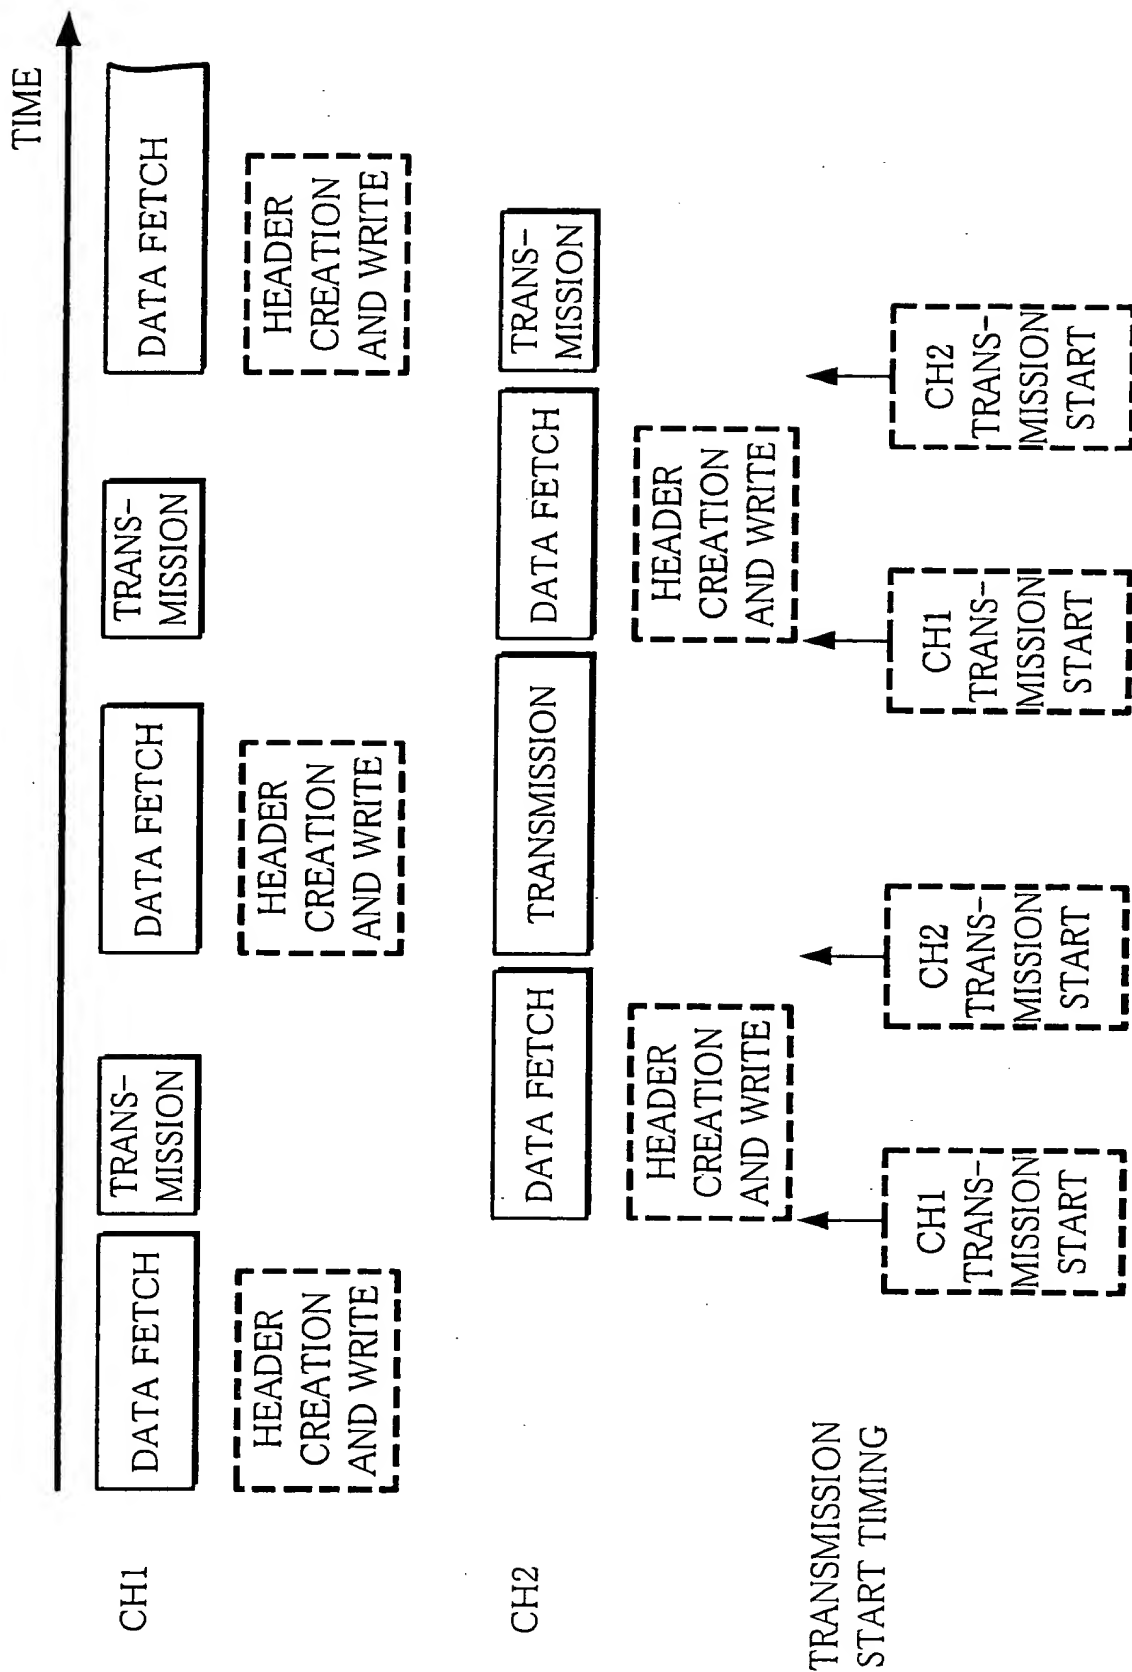 TIME
CH1
DATA FETCH
TRANS-
MISSION
DATA FETCH
TRANS-
MISSION
DATA FETCH
HEADER
CREATION
AND WRITE
HEADER
CREATION
AND WRITE
HEADER
CREATION
AND WRITE
CH2
DATA FETCH
TRANSMISSION
DATA FETCH
TRANS-
MISSION
HEADER
CREATION
AND WRITE
HEADER
CREATION
AND WRITE
TRANSMISSION
START TIMING
CH1
TRANS-
MISSION
START
CH2
TRANS-
MISSION
START
CH1
TRANS-
MISSION
START
CH2
TRANS-
MISSION
START